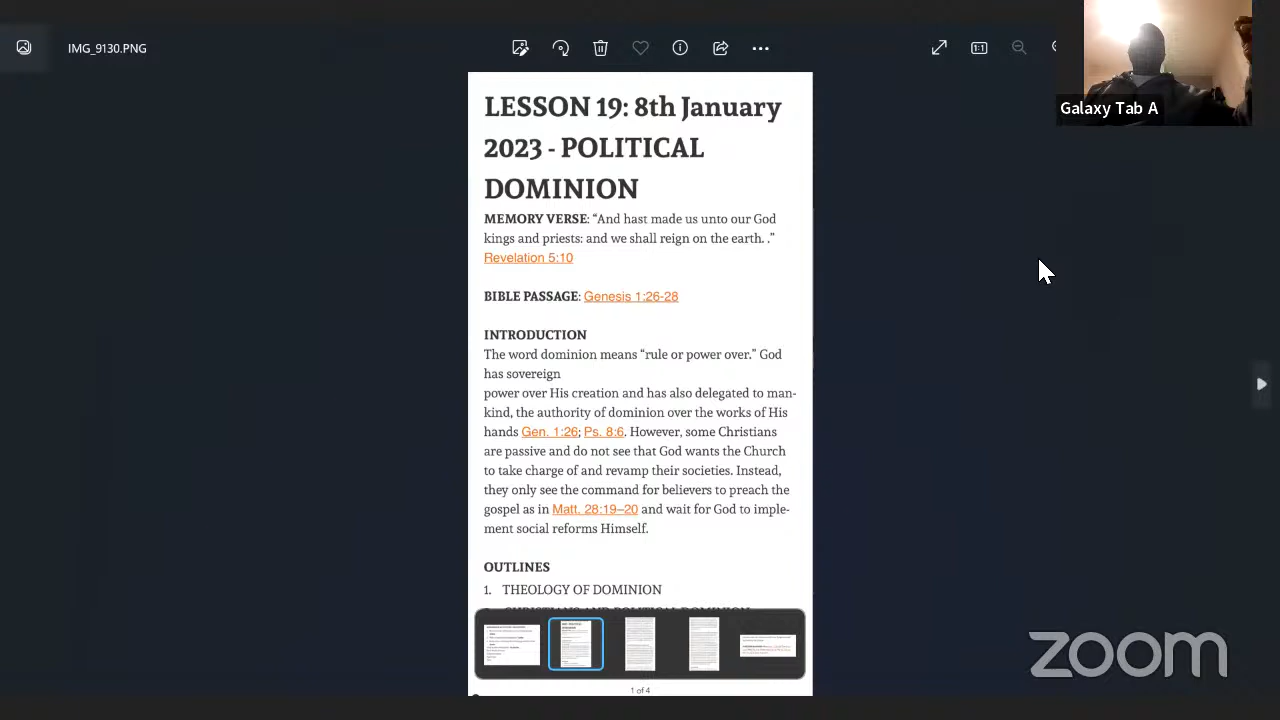 IMG_9130.PNG
1:1
Galaxy Tab A
LESSON 19: 8th January
2023 - POLITICAL
DOMINION
MEMORY VERSE: “And hast made us unto our God
kings and priests: and we shall reign on the earth. .”
Revelation 5:10
BIBLE PASSAGE: Genesis 1:26-28
INTRODUCTION
The word dominion means “rule or power over.” God
has sovereign
power over His creation and has also delegated to man-
kind, the authority of dominion over the works of His
hands Gen. 1:26; Ps. 8:6. However, some Christians
are passive and do not see that God wants the Church
to take charge of and revamp their societies. Instead,
they only see the command for believers to preach the
gospel as in Matt. 28:19–20 and wait for God to imple-
ment social reforms Himself.
OUTLINES
1. THEOLOGY OF DOMINION
CHRISTIANS AND POLITICAL DOMINION
1 of 4
zoom